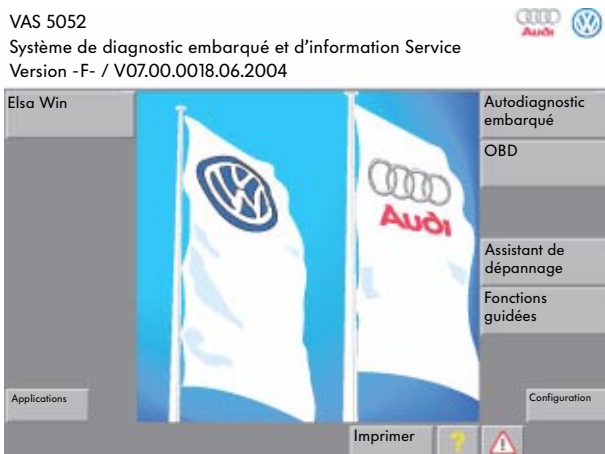 VAS 5052
Système de diagnostic embarqué et d'information Service
Version -F- / V07.00.0018.06.2004
Audi
Elsa Win
Audi
Autodiagnostic
embarqué
OBD
Assistant de
dépannage
Fonctions
guidées
Applications
Configuration
Imprimer
?